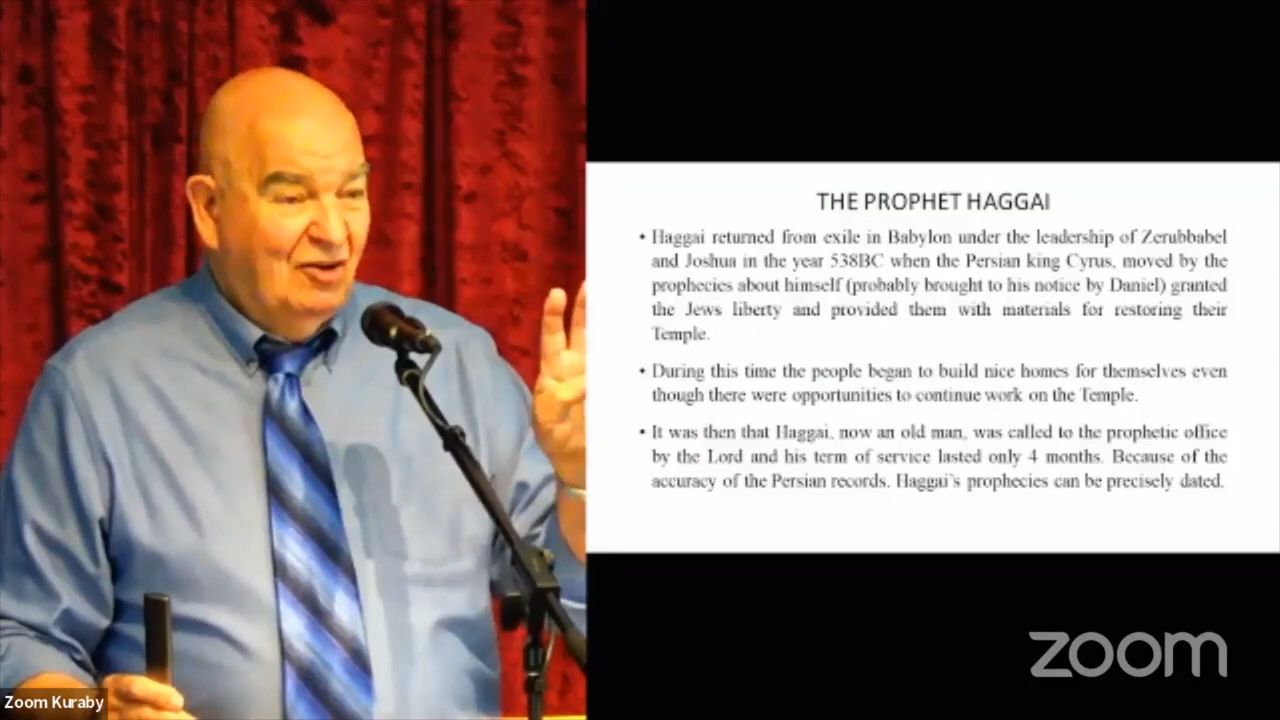 THE PROPHET HAGGAI
• Haggai returned from exile in Babylon under the leadership of Zerubbabel
and Joshua in the year 538BC when the Persian king Cyrus, moved by the
prophecies about himself (probably brought to his notice by Daniel) granted
the Jews liberty and provided them with materials for restoring their
Temple.
• During this time the people began to build nice homes for themselves even
though there were opportunities to continue work on the Temple.
• It was then that Haggai, now an old man, was called to the prophetic office
by the Lord and his term of service lasted only 4 months. Because of the
accuracy of the Persian records, Haggai's prophecies can be precisely dated.
zoom
Zoom Kuraby